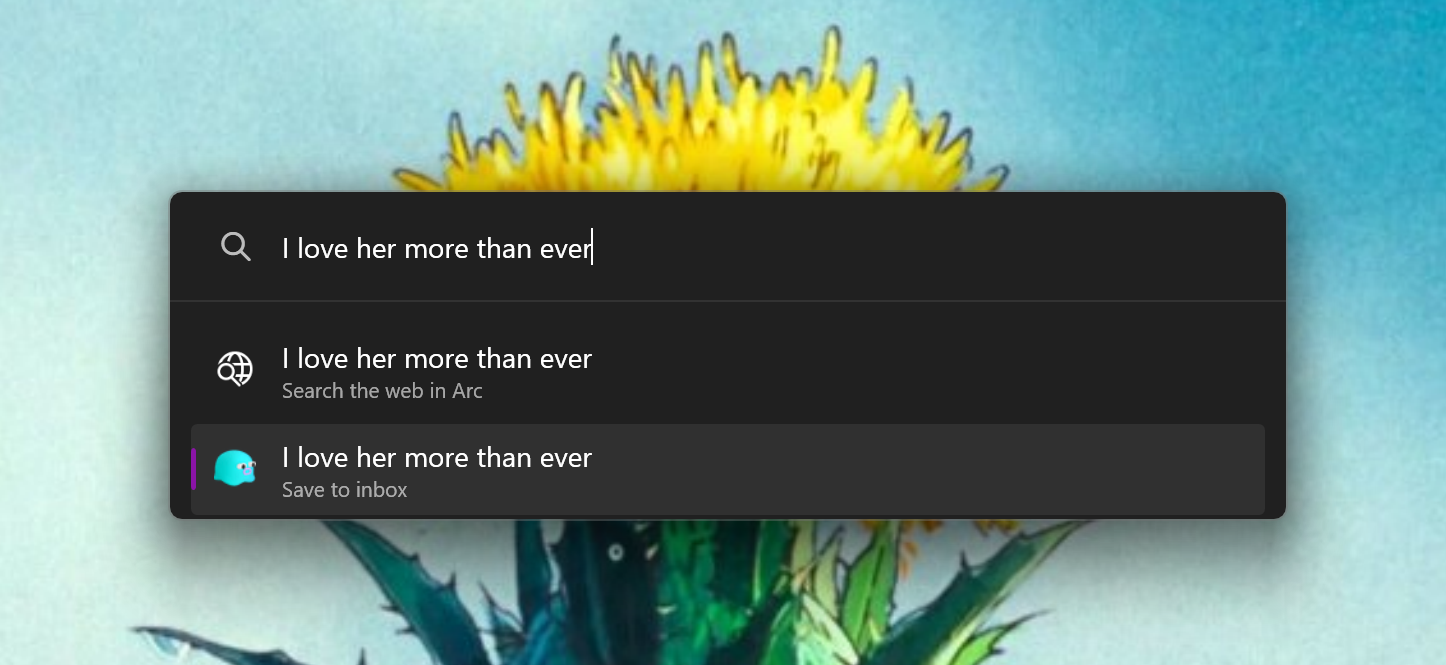 I love her more than ever
I love her more than ever
Search the web in Arc
I love her more than ever
Save to inbox